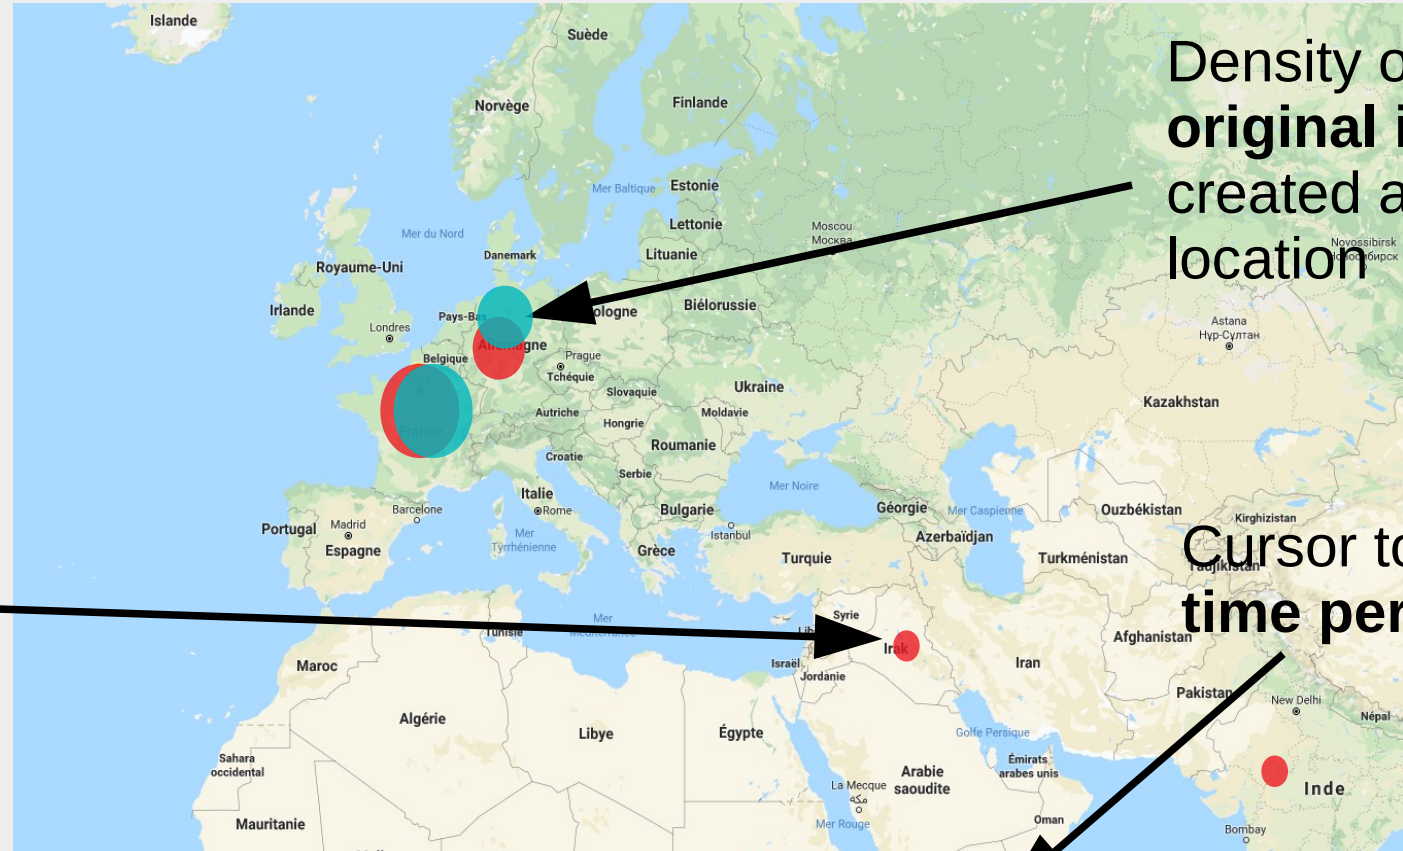 Islande
Suède
Norvège
Finlande
Mer Baltique
Estonie
Lettonie
Lituanie
Moscou
Москва
Mer du Nord
Danemark
Royaume-Uni
Irlande
Londres
Pays-Bas
Biélorussie
Belgique
Prague
Tchéquie
Slovaquie
Ukraine
Autriche
Hongrie
Moldavie
France
Roumanie
Croatie
Serbie
Mer Noire
Italie
Rome
Bulgarie
Barcelone
Madrid
Portugal
Espagne
Mer
Tyrrhénienne
Grèce
Istanbul
Turquie
Géorgie
Mer Caspienne
Azerbaïdjan
Ouzbékistan
Turkménistan
Kirghizistan
Tadjikistan
Kazakhstan
Astana
Нұр-Сұлтан
Novossibirsk
Новосибирск
Density o
original i
created a
location
Cursor to
time per
Tunisie
Mer
Syrie
Irak
Israël
Jordanie
Iran
Afghanistan
Pakistan
New Delhi
Népal
Maroc
Algérie
Libye
Égypte
Golfe Persique
Émirats
arabes unis
Sahara
occidental
La Mecque
مكة
Arabie
saoudite
Mer Rouge
Oman
Inde
Bombay
Mauritanie